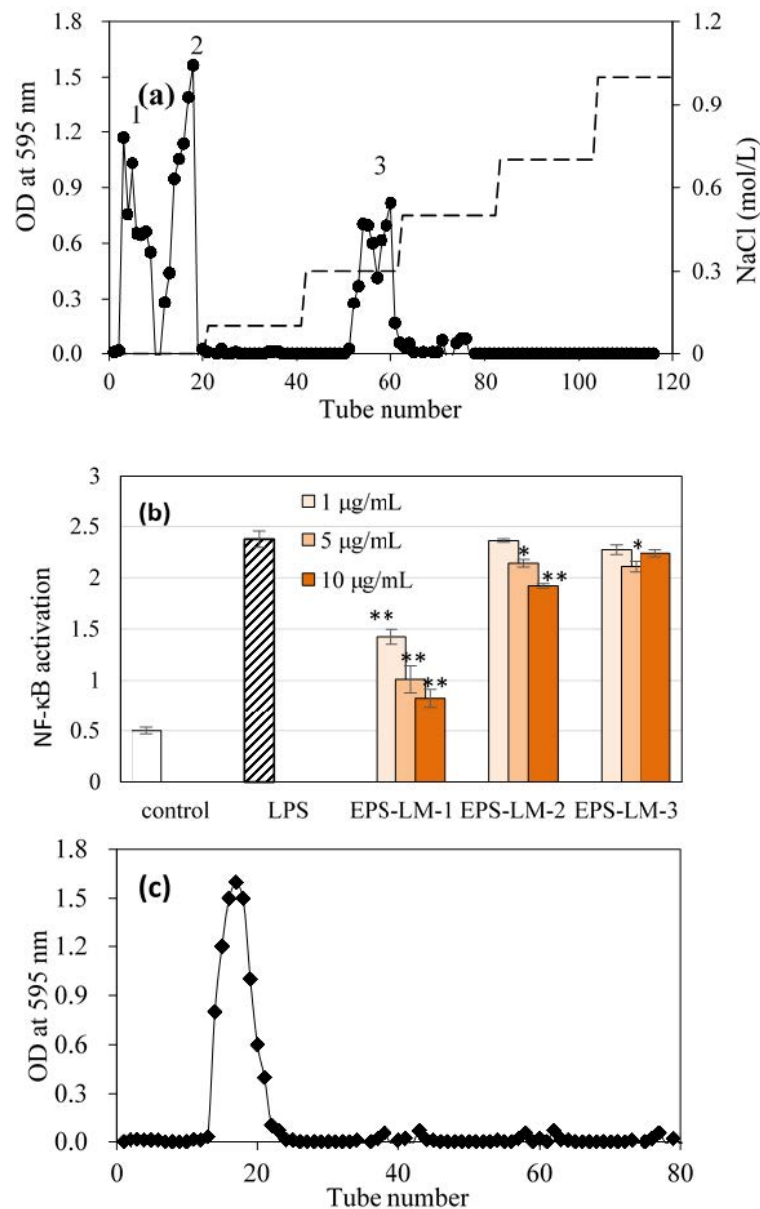 (a)
OD at 595 nm
1.8
1.5
1.2
0.9
0.6
0.3
0.0
1
2
3
1.2
0.9
0.6
0.3
0
NaCl (mol/L)
0 20 40 60 80 100 120
Tube number
(b)
NF-κB activation
3
2.5
2
1.5
1
0.5
0
1 μg/mL
5 μg/mL
10 μg/mL
**
**
**
*
**
*
control LPS EPS-LM-1 EPS-LM-2 EPS-LM-3
(c)
OD at 595 nm
1.8
1.5
1.2
0.9
0.6
0.3
0.0
0 20 40 60 80
Tube number